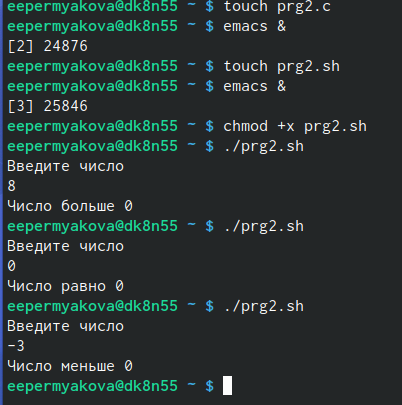 eepermyakova@dk8n55 ~ $ touch prg2.c
eepermyakova@dk8n55 ~ $ emacs &
[2] 24876
eepermyakova@dk8n55 ~ $ touch prg2.sh
eepermyakova@dk8n55 ~ $ emacs &
[3] 25846
eepermyakova@dk8n55 ~ $ chmod +x prg2.sh
eepermyakova@dk8n55 ~ $ ./prg2.sh
Введите число
8
Число больше 0
eepermyakova@dk8n55 ~ $ ./prg2.sh
Введите число
0
Число равно 0
eepermyakova@dk8n55 ~ $ ./prg2.sh
Введите число
-3
Число меньше 0
eepermyakova@dk8n55 ~ $